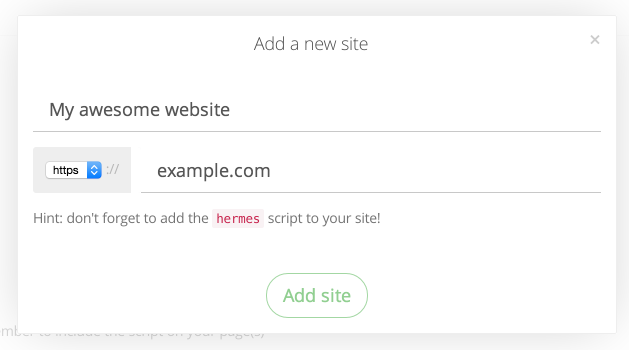 Add a new site
×
My awesome website
https ://
example.com
Hint: don't forget to add the hermes script to your site!
Add site
mber to include the script on your page(s)